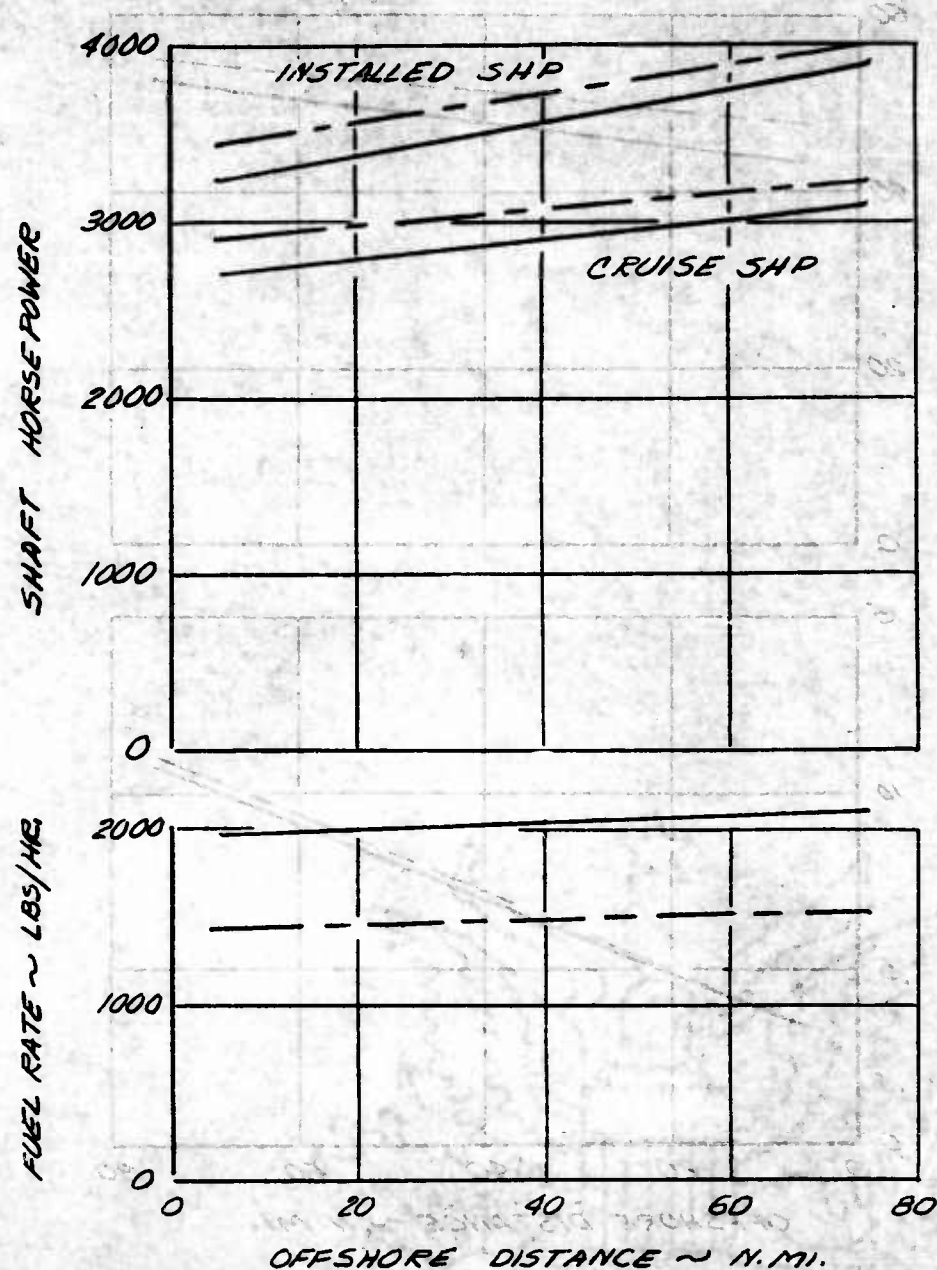 4000
INSTALLED SHP
3000
CRUISE SHP
2000
1000
0
SHAFT HORSEPOWER
2000
1000
0
FUEL RATE ~ LBS/HR.
0 20 40 60 80
OFFSHORE DISTANCE ~ N.MI.